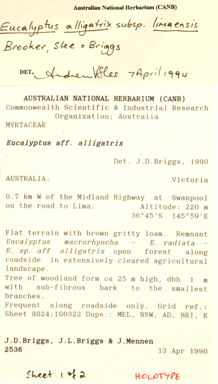 Australian National Herbarium (CANB)
Eucalyptus alligatrix subsp. limaensis
Brooker, Slee & Briggs
DET. Andrew Slee 7 April 1994
AUSTRALIAN NATIONAL HERBARIUM (CANB)
Commonwealth Scientific & Industrial Research
Organization; Australia
MYRTACEAE
Eucalyptus aff. alligatrix
Det. J.D.Briggs, 1990
AUSTRALIA: Victoria
0.7 km W of the Midland Highway at Swanpool
on the road to Lima. Altitude: 220 m
36°45'S 145°59'E
Flat terrain with brown gritty loam. Remnant
Eucalyptus macrorhyncha - E. radiata -
E. sp. aff alligatrix open forest along
roadside in extensively cleared agricultural
landscape.
Tree of woodland form ca 25 m high, dbh 1 m
with sub-fibrous bark to the smallest
branches.
Frequent along roadside only. Grid ref.:
Sheet 8024:100322 Dups.: MEL, NSW, AD, BRI, K
J.D.Briggs, J.L.Briggs & J.Mennen
2536 13 Apr 1990
Sheet 1 of 2 HOLOTYPE